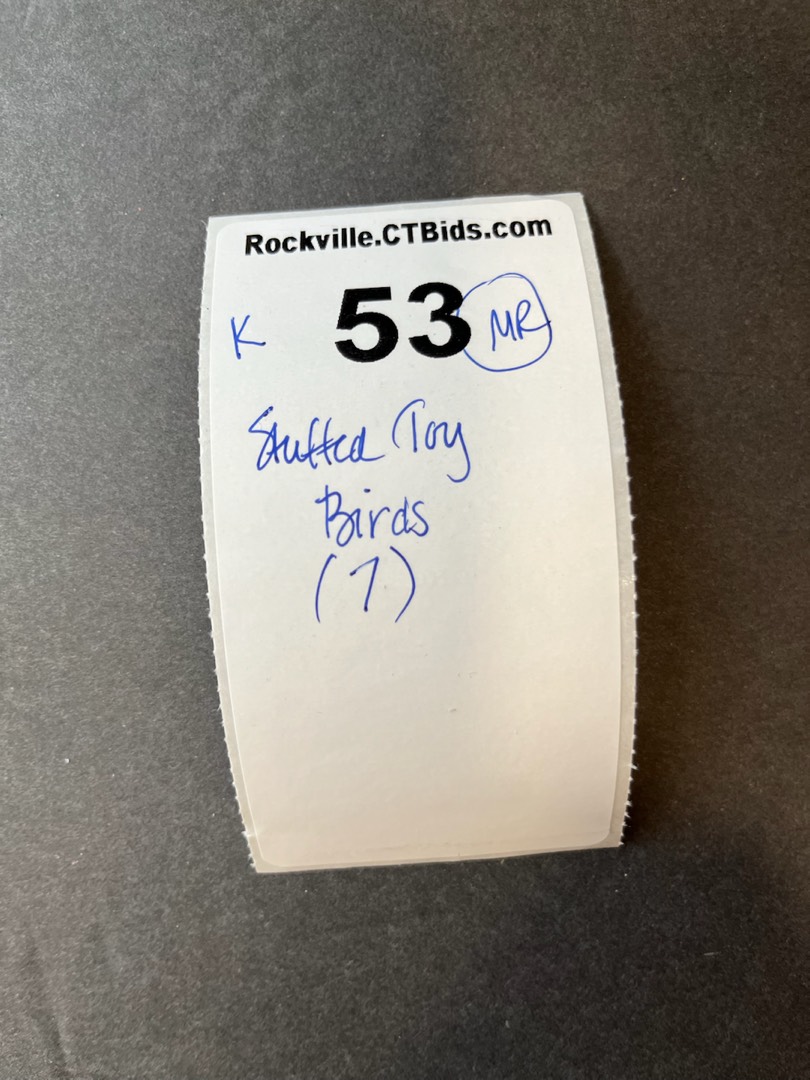 Rockville.CTBids.com
K 53 MR
Stuffed Toy
Birds
(7)